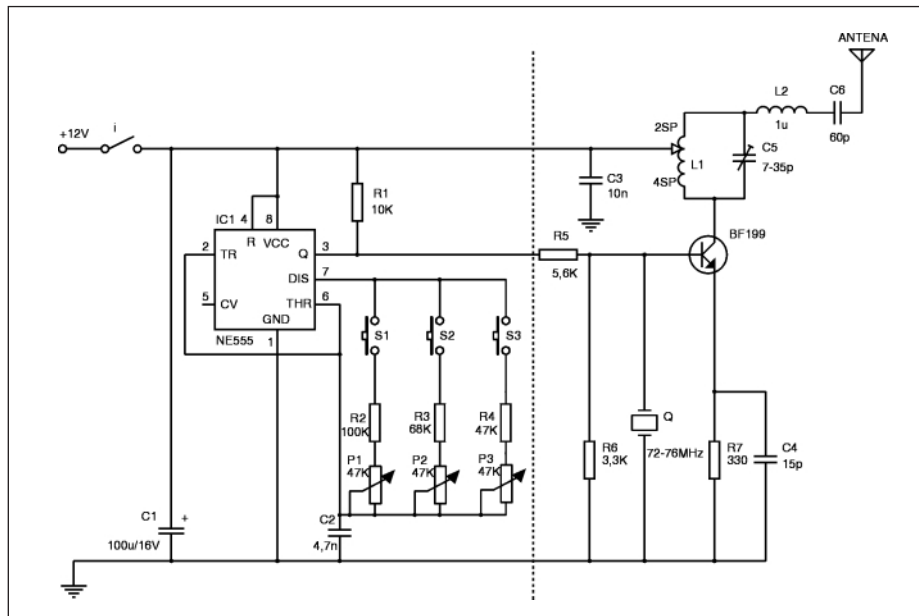 ANTENA
L2
1u
C6
60p
2SP
L1
4SP
C5
7-35p
+12V
i
C3
10n
R1
10K
IC1
4
8
R
VCC
2
TR
Q
3
DIS
7
5
CV
THR
6
GND
NE555
1
R5
5,6K
BF199
S1
S2
S3
R2
100K
R3
68K
R4
47K
P1
47K
P2
47K
P3
47K
R6
3,3K
Q
72-76MHz
R7
330
C4
15p
C1
+
100u/16V
C2
4,7n